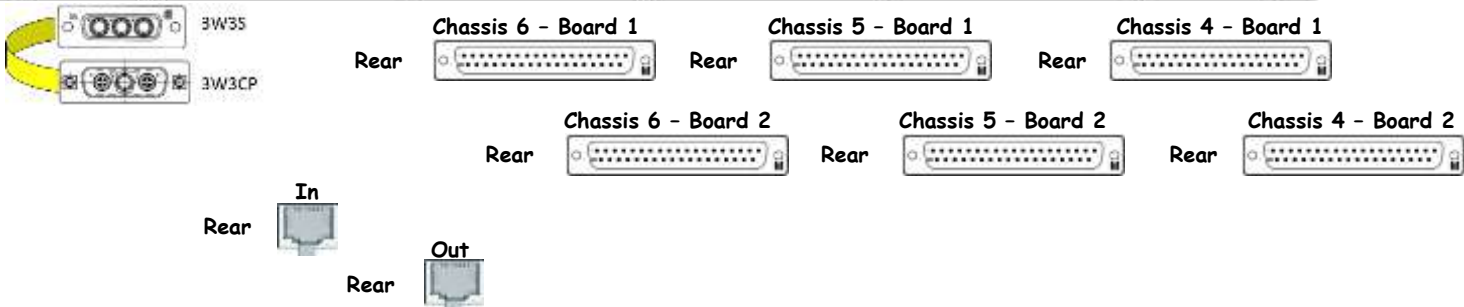 3W3S
3W3CP
Chassis 6 - Board 1
Chassis 5 - Board 1
Chassis 4 - Board 1
Rear
Rear
Rear
Chassis 6 - Board 2
Chassis 5 - Board 2
Chassis 4 - Board 2
Rear
Rear
Rear
In
Rear
Out
Rear